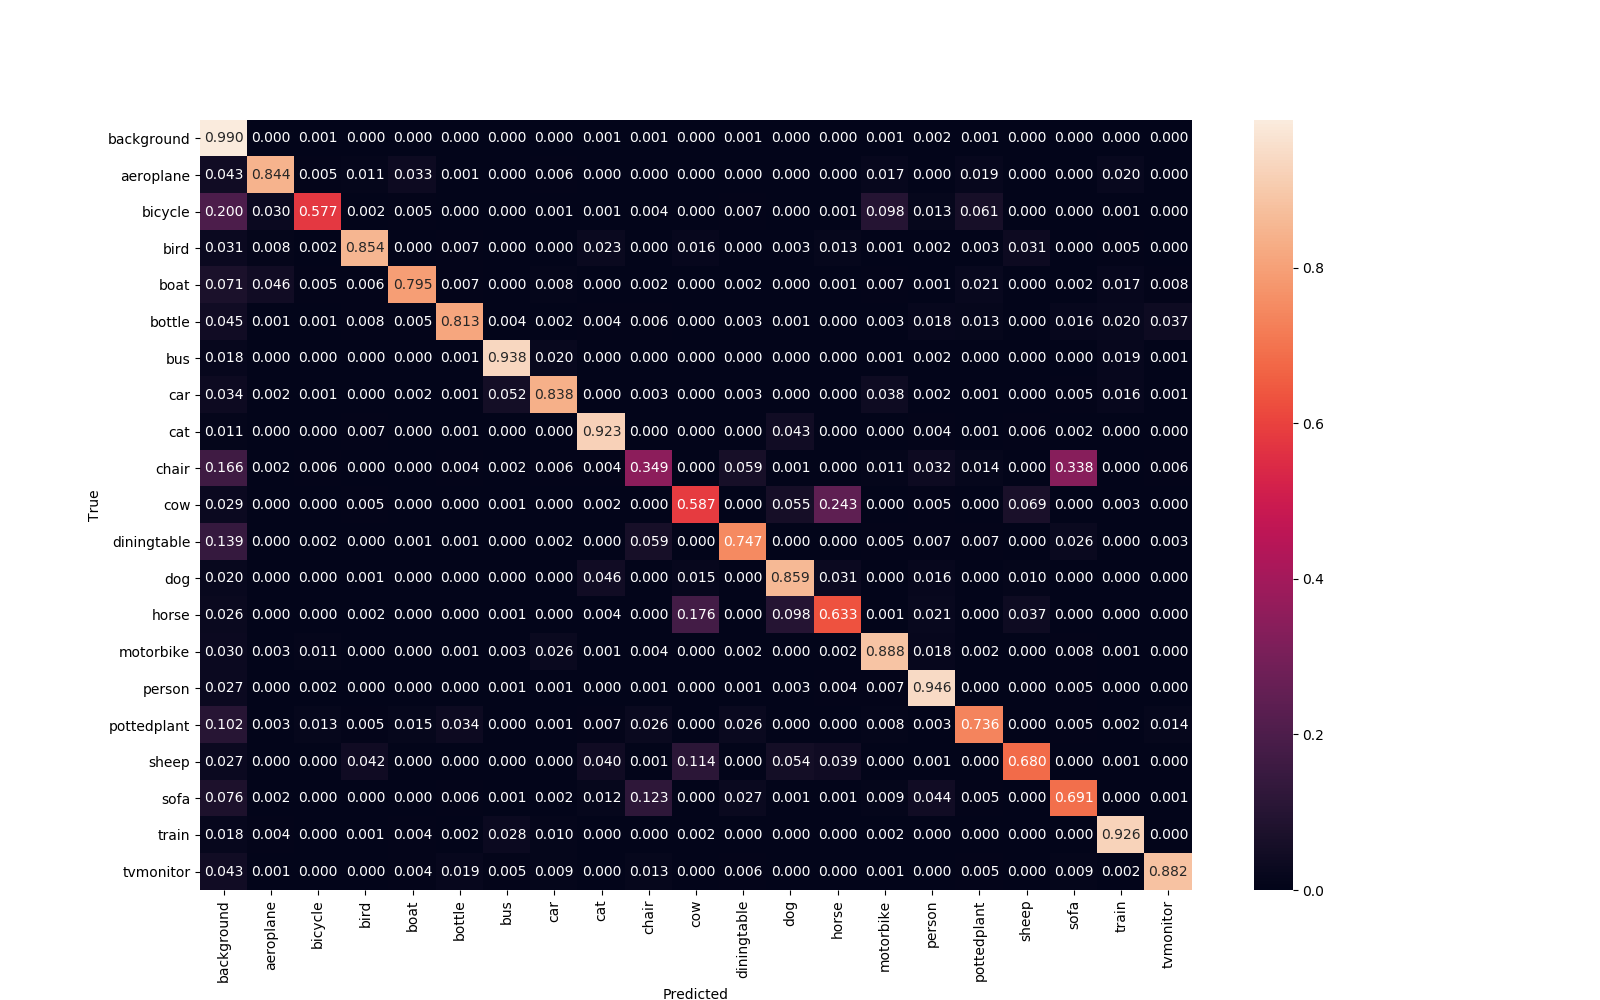 background 0.990 0.000 0.001 0.000 0.000 0.000 0.000 0.000 0.001 0.001 0.000 0.001 0.000 0.000 0.001 0.002 0.001 0.000 0.000 0.000 0.000
aeroplane 0.043 0.844 0.005 0.011 0.033 0.001 0.000 0.006 0.000 0.000 0.000 0.000 0.000 0.000 0.017 0.000 0.019 0.000 0.000 0.020 0.000
bicycle 0.200 0.030 0.577 0.002 0.005 0.000 0.000 0.001 0.001 0.004 0.000 0.007 0.000 0.001 0.098 0.013 0.061 0.000 0.000 0.001 0.000
bird 0.031 0.008 0.002 0.854 0.000 0.007 0.000 0.000 0.023 0.000 0.016 0.000 0.003 0.013 0.001 0.002 0.003 0.031 0.000 0.005 0.000
0.8
boat 0.071 0.046 0.005 0.006 0.795 0.007 0.000 0.008 0.000 0.002 0.000 0.002 0.000 0.001 0.007 0.001 0.021 0.000 0.002 0.017 0.008
bottle 0.045 0.001 0.001 0.008 0.005 0.813 0.004 0.002 0.004 0.006 0.000 0.003 0.001 0.000 0.003 0.018 0.013 0.000 0.016 0.020 0.037
bus 0.018 0.000 0.000 0.000 0.000 0.001 0.938 0.020 0.000 0.000 0.000 0.000 0.000 0.000 0.001 0.002 0.000 0.000 0.000 0.019 0.001
car 0.034 0.002 0.001 0.000 0.002 0.001 0.052 0.838 0.000 0.003 0.000 0.003 0.000 0.000 0.038 0.002 0.001 0.000 0.005 0.016 0.001
0.6
cat 0.011 0.000 0.000 0.007 0.000 0.001 0.000 0.000 0.923 0.000 0.000 0.000 0.043 0.000 0.000 0.004 0.001 0.006 0.002 0.000 0.000
chair 0.166 0.002 0.006 0.000 0.000 0.004 0.002 0.006 0.004 0.349 0.000 0.059 0.001 0.000 0.011 0.032 0.014 0.000 0.338 0.000 0.006
True
cow 0.029 0.000 0.000 0.005 0.000 0.000 0.001 0.000 0.002 0.000 0.587 0.000 0.055 0.243 0.000 0.005 0.000 0.069 0.000 0.003 0.000
diningtable 0.139 0.000 0.002 0.000 0.001 0.001 0.000 0.002 0.000 0.059 0.000 0.747 0.000 0.000 0.005 0.007 0.007 0.000 0.026 0.000 0.003
dog 0.020 0.000 0.000 0.001 0.000 0.000 0.000 0.000 0.046 0.000 0.015 0.000 0.859 0.031 0.000 0.016 0.000 0.010 0.000 0.000 0.000
0.4
horse 0.026 0.000 0.000 0.002 0.000 0.000 0.001 0.000 0.004 0.000 0.176 0.000 0.098 0.633 0.001 0.021 0.000 0.037 0.000 0.000 0.000
motorbike 0.030 0.003 0.011 0.000 0.000 0.001 0.003 0.026 0.001 0.004 0.000 0.002 0.000 0.002 0.888 0.018 0.002 0.000 0.008 0.001 0.000
person 0.027 0.000 0.002 0.000 0.000 0.000 0.001 0.001 0.000 0.001 0.000 0.001 0.003 0.004 0.007 0.946 0.000 0.000 0.005 0.000 0.000
pottedplant 0.102 0.003 0.013 0.005 0.015 0.034 0.000 0.001 0.007 0.026 0.000 0.026 0.000 0.000 0.008 0.003 0.736 0.000 0.005 0.002 0.014
0.2
sheep 0.027 0.000 0.000 0.042 0.000 0.000 0.000 0.000 0.040 0.001 0.114 0.000 0.054 0.039 0.000 0.001 0.000 0.680 0.000 0.001 0.000
sofa 0.076 0.002 0.000 0.000 0.000 0.006 0.001 0.002 0.012 0.123 0.000 0.027 0.001 0.001 0.009 0.044 0.005 0.000 0.691 0.000 0.001
train 0.018 0.004 0.000 0.001 0.004 0.002 0.028 0.010 0.000 0.000 0.002 0.000 0.000 0.000 0.002 0.000 0.000 0.000 0.000 0.926 0.000
tvmonitor 0.043 0.001 0.000 0.000 0.004 0.019 0.005 0.009 0.000 0.013 0.000 0.006 0.000 0.000 0.001 0.000 0.005 0.000 0.009 0.002 0.882
0.0
background aeroplane bicycle bird boat bottle bus car cat chair cow diningtable dog horse motorbike person pottedplant sheep sofa train tvmonitor
Predicted